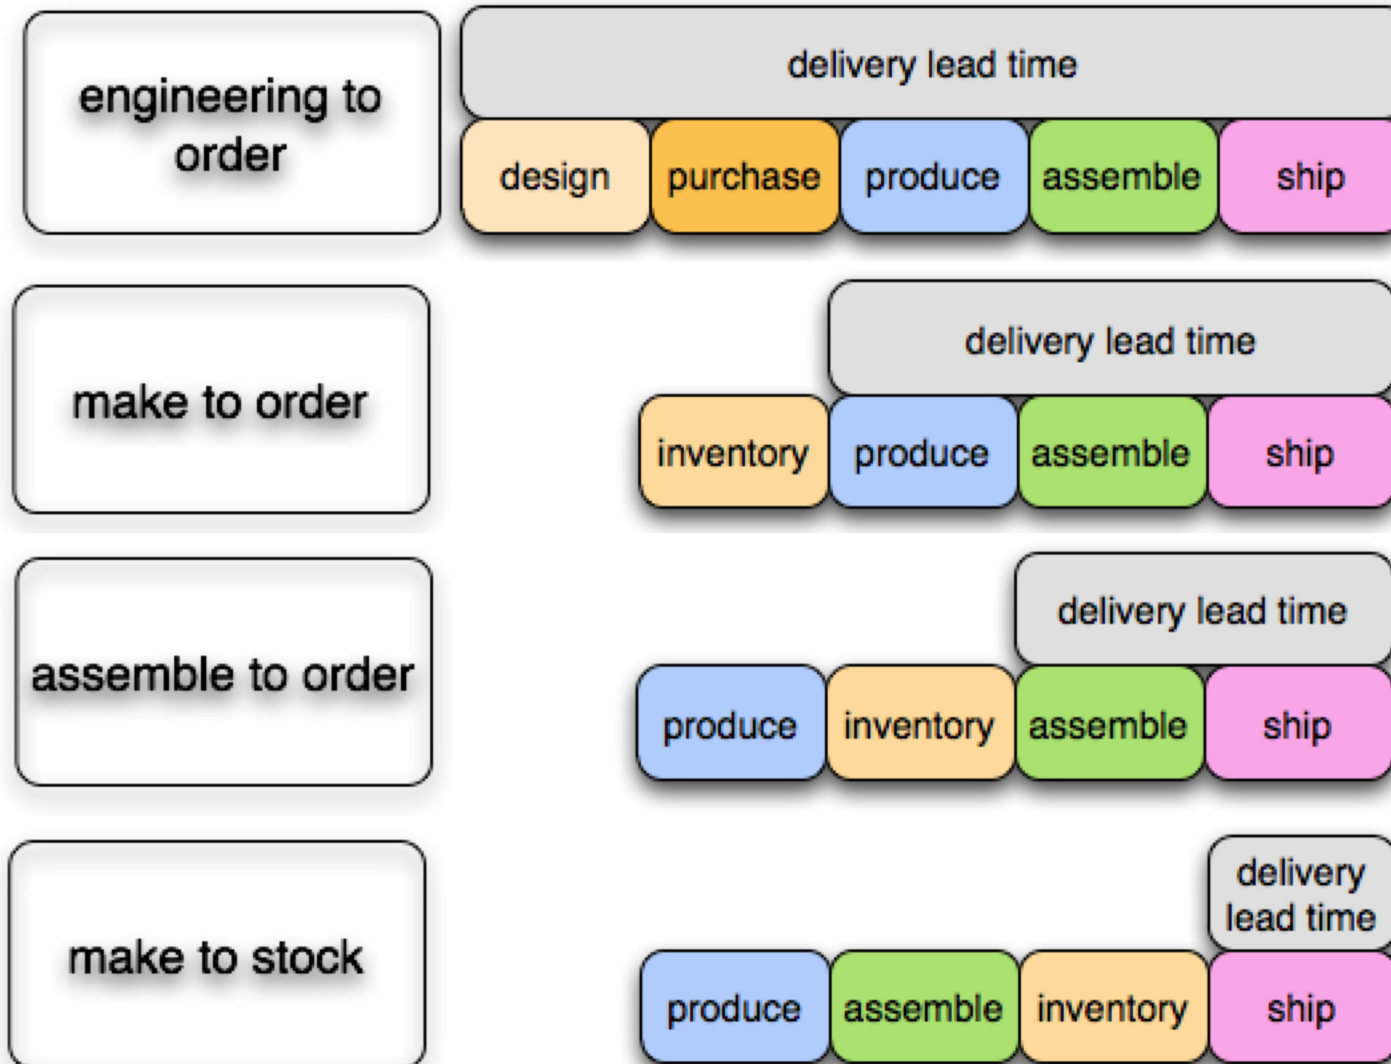 engineering to
order
delivery lead time
design
purchase
produce
assemble
ship
make to order
delivery lead time
inventory
produce
assemble
ship
assemble to order
delivery lead time
produce
inventory
assemble
ship
make to stock
delivery
lead time
produce
assemble
inventory
ship